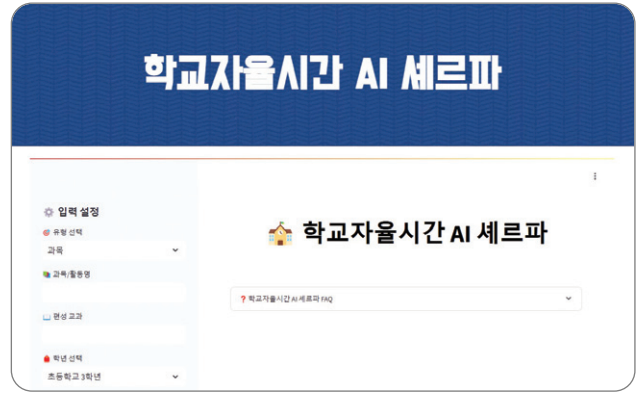 학교자율시간 AI 셰르파
입력 설정
유형 선택
과목
과목/활동명
편성 교과
학년 선택
초등학교 3학년
학교자율시간 AI 셰르파
학교자율시간 AI 셰르파 FAQ